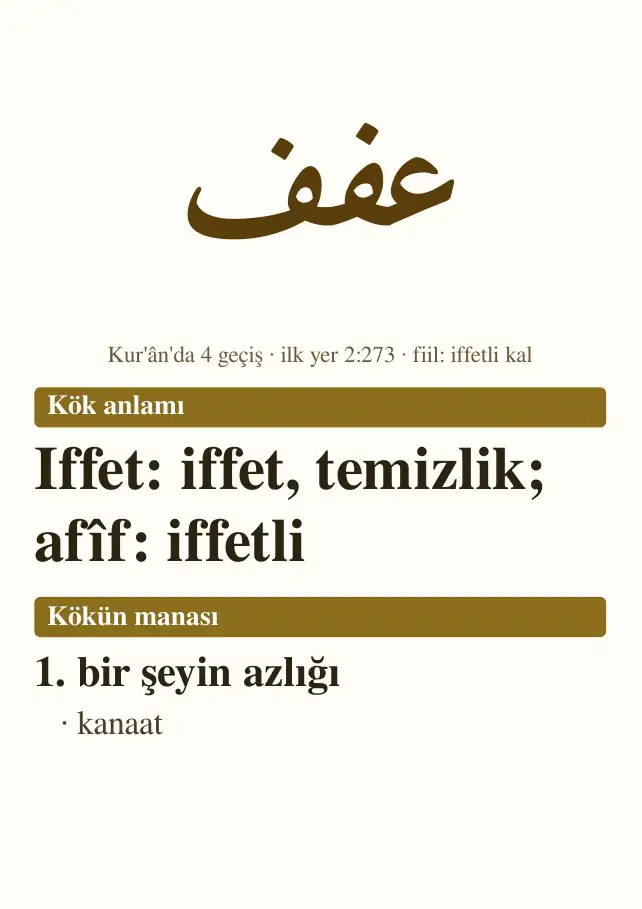 عفف
Kur'ân'da 4 geçiş · ilk yer 2:273 · fiil: iffetli kal
Kök anlamı
Iffet: iffet, temizlik;
afîf: iffetli
Kökün manası
1. bir şeyin azlığı
· kanaat